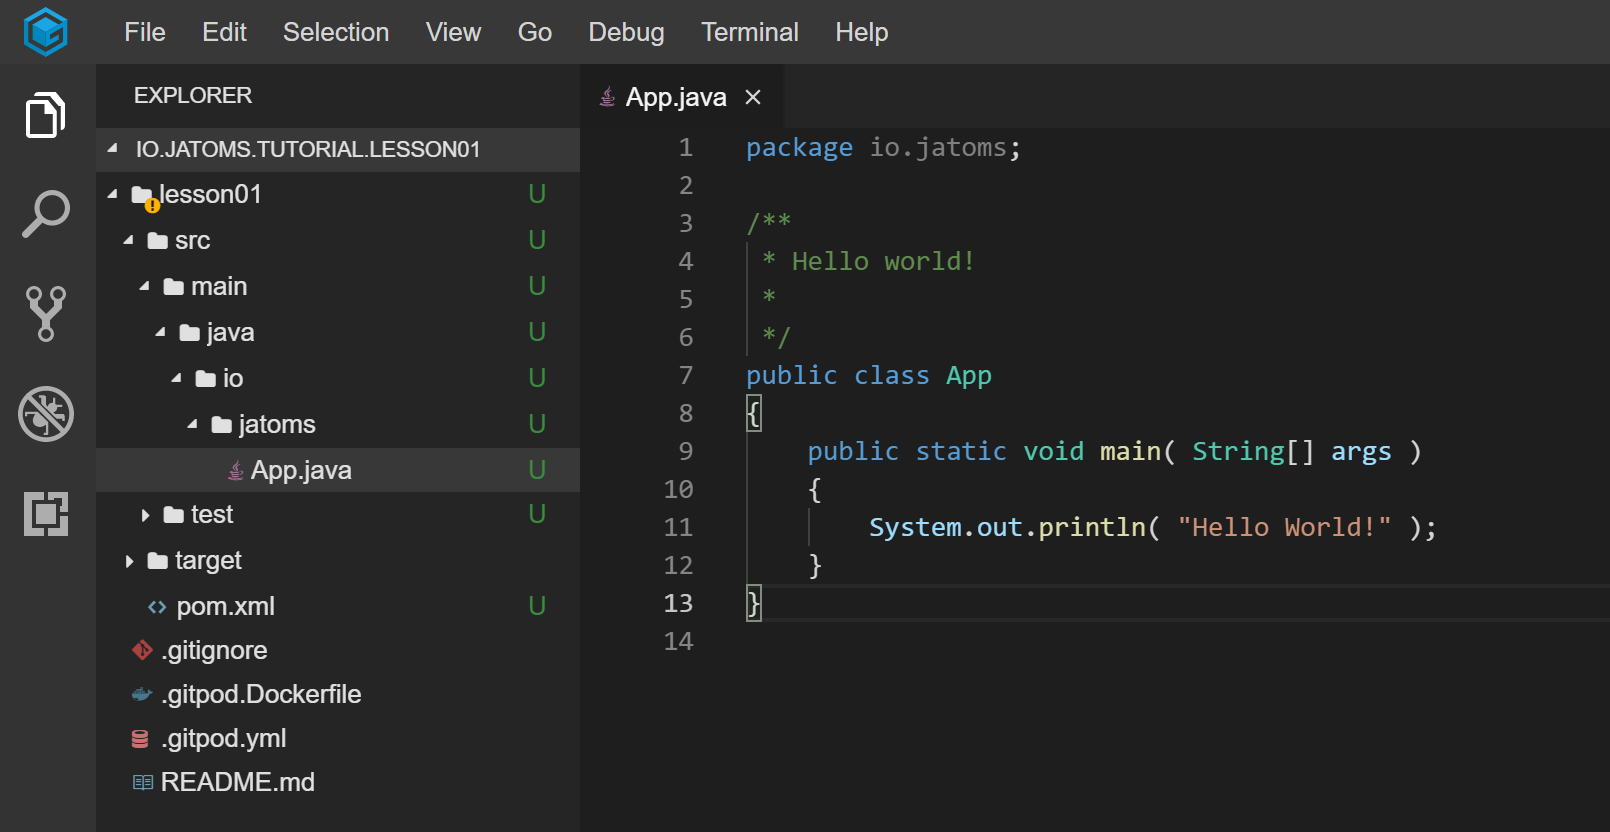 File Edit Selection View Go Debug Terminal Help
EXPLORER
IO.JATOMS.TUTORIAL.LESSON01
lesson01 U
src U
main U
java U
io U
jatoms U
App.java U
test U
target
pom.xml U
.gitignore
.gitpod.Dockerfile
.gitpod.yml
README.md
App.java ×
1 package io.jatoms;
2
3 /**
4  * Hello world!
5  *
6  */
7 public class App
8 {
9     public static void main( String[] args )
10     {
11         System.out.println( "Hello World!" );
12     }
13 }
14